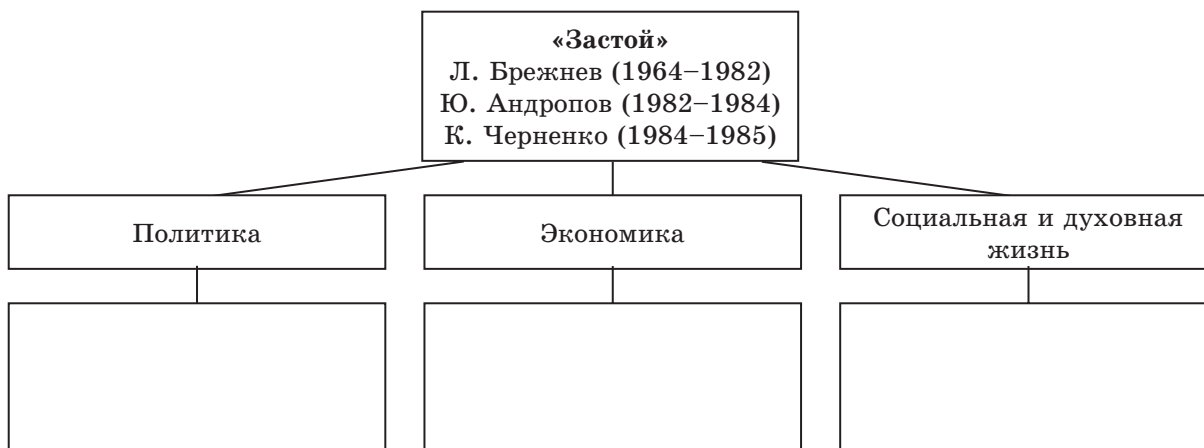 «Застой»
Л. Брежнев (1964–1982)
Ю. Андропов (1982–1984)
К. Черненко (1984–1985)
Политика
Экономика
Социальная и духовная
жизнь